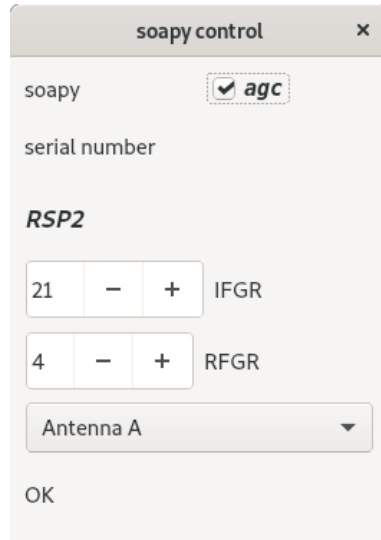 soapy control
soapy agc
serial number
RSP2
21 IFGR
4 RFGR
Antenna A
OK